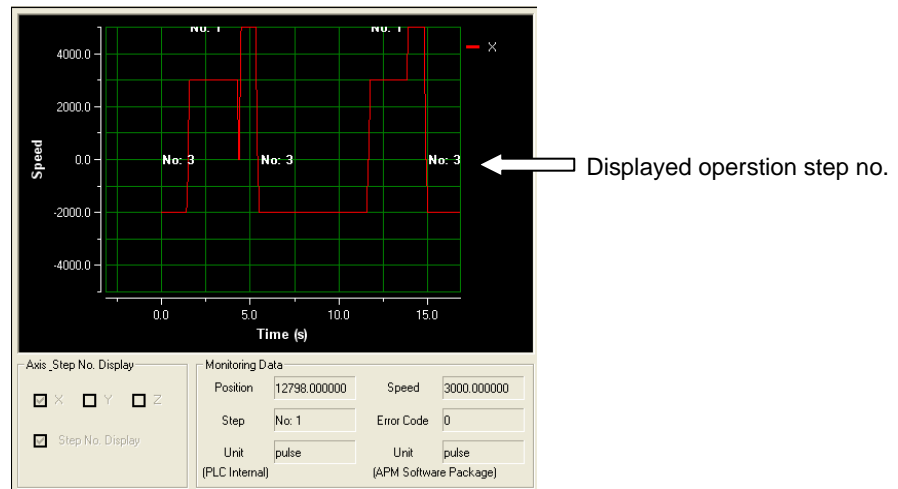 No: 1
No: 1
X
4000.0
2000.0
0.0
-2000.0
-4000.0
Speed
No: 3
No: 3
No: 3
Displayed operstion step no.
0.0
5.0
10.0
15.0
Time (s)
Axis _Step No. Display
X
Y
Z
Step No. Display
Monitoring Data
Position
12798.000000
Speed
3000.000000
Step
No: 1
Error Code
0
Unit
pulse
Unit
pulse
(PLC Internal)
(APM Software Package)